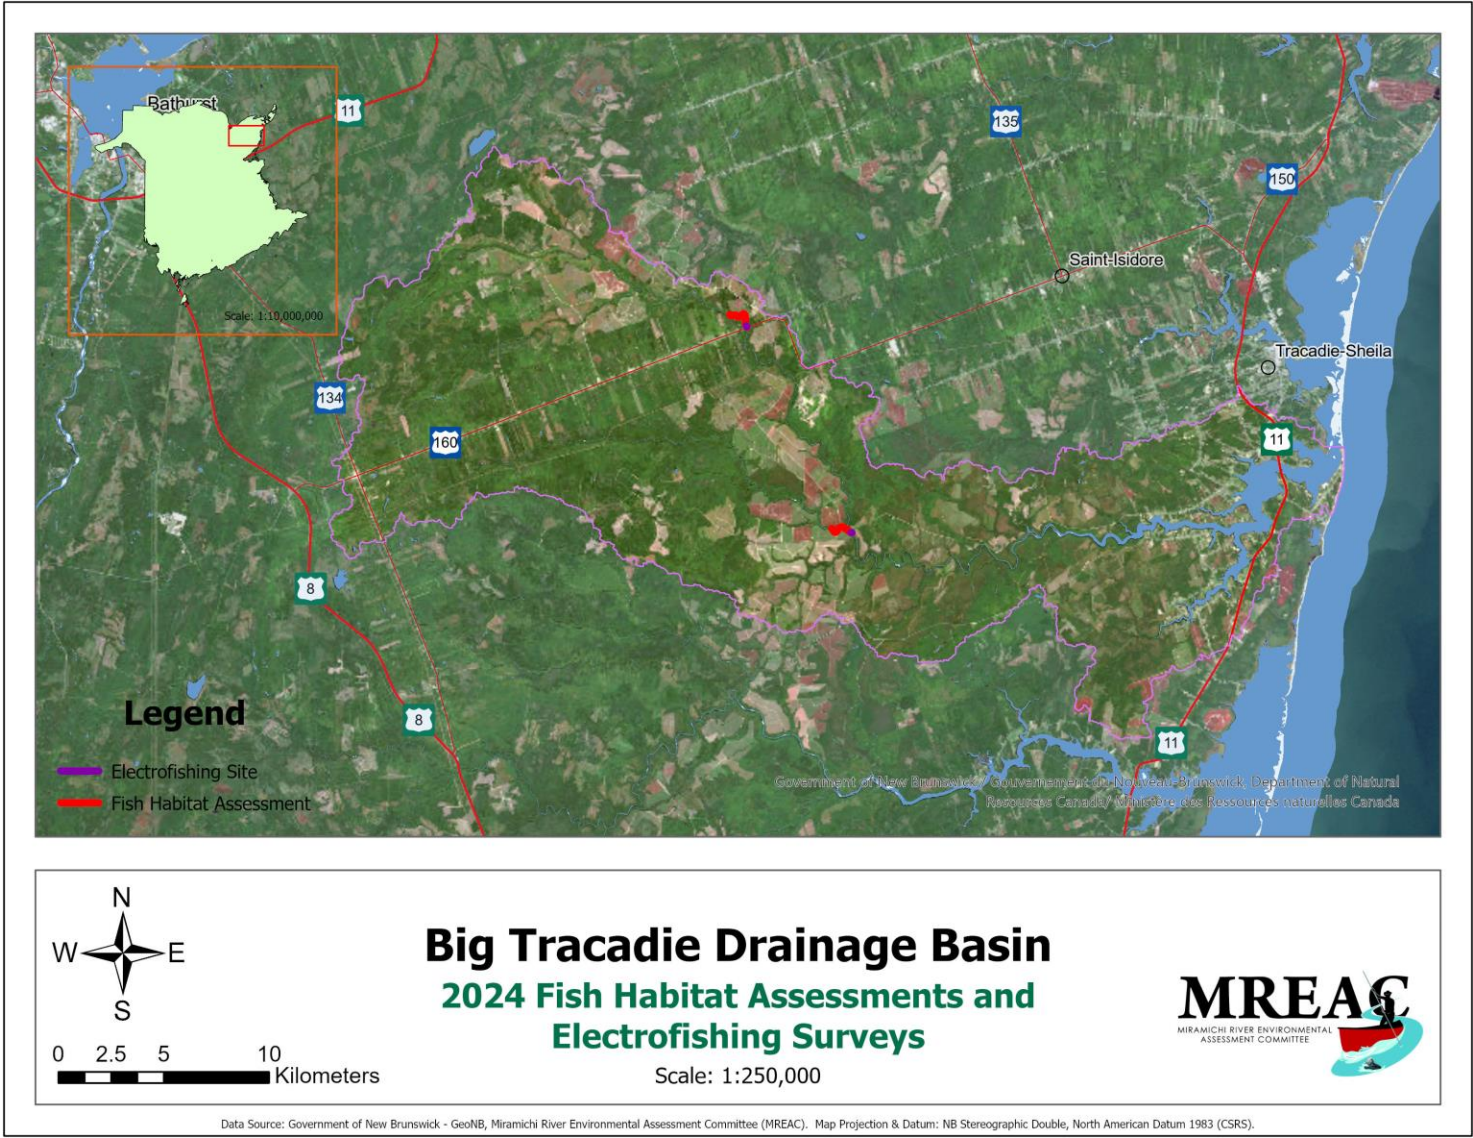 Bathurst
11
135
150
Saint-Isidore
Scale: 1:10,000,000
Tracadie-Sheila
134
160
11
8
Legend
8
11
Electrofishing Site
Fish Habitat Assessment
Government of New Brunswick / Gouvernement du Nouveau-Brunswick, Department of Natural
Resources Canada/ Ministère des Ressources naturelles Canada
N
W E
S
0 2.5 5 10
Kilometers
Big Tracadie Drainage Basin
2024 Fish Habitat Assessments and
Electrofishing Surveys
Scale: 1:250,000
MREAC
MIRAMICHI RIVER ENVIRONMENTAL
ASSESSMENT COMMITTEE
Data Source: Government of New Brunswick - GeoNB, Miramichi River Environmental Assessment Committee (MREAC). Map Projection & Datum: NB Stereographic Double, North American Datum 1983 (CSRS).